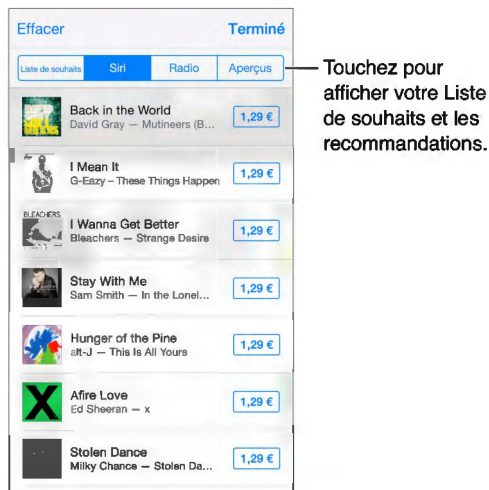 Effacer Terminé
Liste de souhaits Siri Radio Aperçus
Touchez pour
afficher votre Liste
de souhaits et les
recommandations.
Back in the World
David Gray — Mutineers (B...
1,29 €
I Mean It
G-Eazy – These Things Happen
1,29 €
BLEACHERS
I Wanna Get Better
Bleachers — Strange Desire
1,29 €
Stay With Me
Sam Smith — In the Lonel...
1,29 €
Hunger of the Pine
alt-J — This Is All Yours
1,29 €
Afire Love
Ed Sheeran — x
1,29 €
Stolen Dance
Milky Chance — Stolen Da...
1,29 €